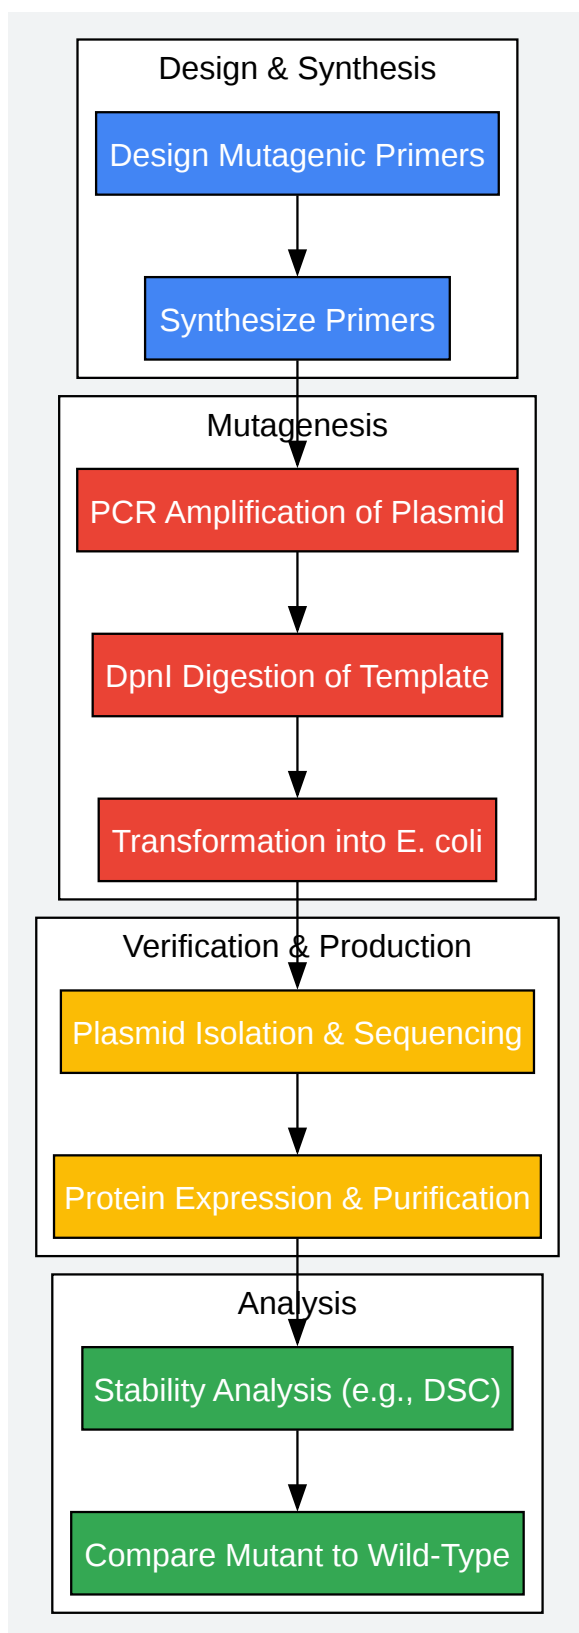 Design & Synthesis
Design Mutagenic Primers
Synthesize Primers
Mutagenesis
PCR Amplification of Plasmid
DpnI Digestion of Template
Transformation into E. coli
Verification & Production
Plasmid Isolation & Sequencing
Protein Expression & Purification
Analysis
Stability Analysis (e.g., DSC)
Compare Mutant to Wild-Type